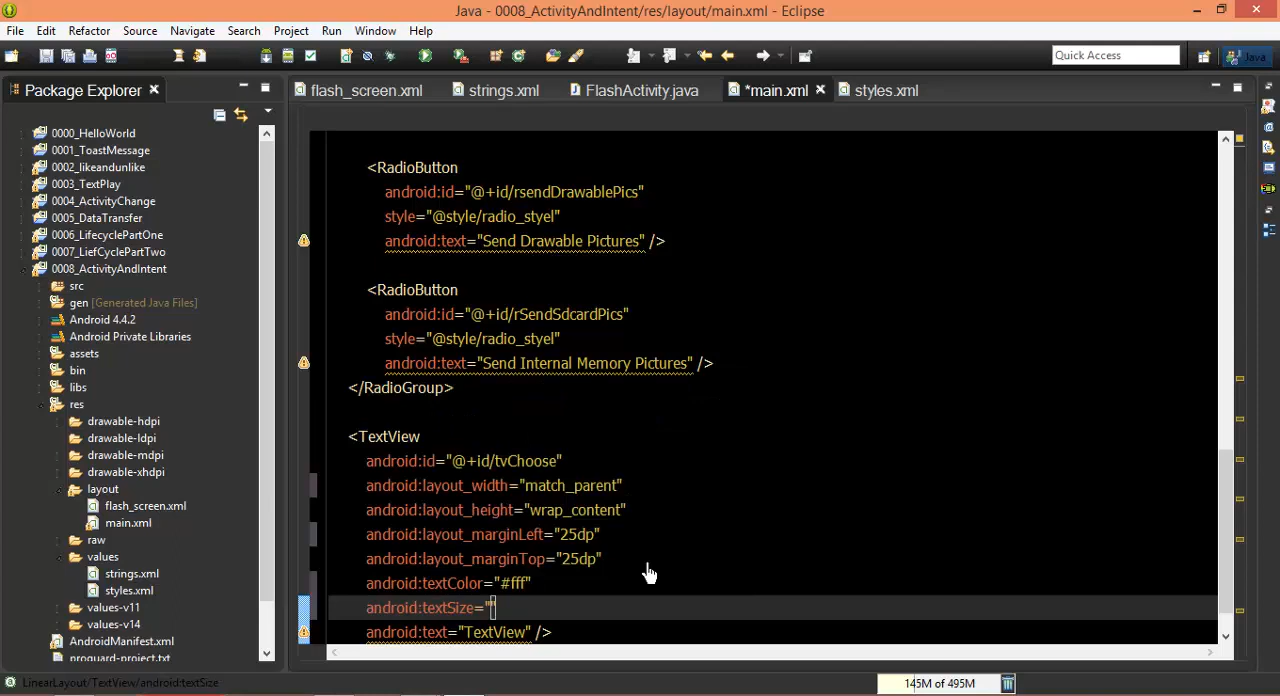 Java - 0008_ActivityAndIntent/res/layout/main.xml - Eclipse
File Edit Refactor Source Navigate Search Project Run Window Help
Quick Access
Java
Package Explorer
flash_screen.xml strings.xml FlashActivity.java *main.xml styles.xml
0000_HelloWorld
0001_ToastMessage
0002_likeandunlike
0003_TextPlay
0004_ActivityChange
0005_DataTransfer
0006_LifecyclePartOne
0007_LiefCyclePartTwo
0008_ActivityAndIntent
src
gen [Generated Java Files]
Android 4.4.2
Android Private Libraries
assets
bin
libs
res
drawable-hdpi
drawable-ldpi
drawable-mdpi
drawable-xhdpi
layout
flash_screen.xml
main.xml
raw
values
strings.xml
styles.xml
values-v11
values-v14
AndroidManifest.xml
proguard-project.txt
<RadioButton
android:id="@+id/rsendDrawablePics"
style="@style/radio_styel"
android:text="Send Drawable Pictures" />
<RadioButton
android:id="@+id/rSendSdcardPics"
style="@style/radio_styel"
android:text="Send Internal Memory Pictures" />
</RadioGroup>
<TextView
android:id="@+id/tvChoose"
android:layout_width="match_parent"
android:layout_height="wrap_content"
android:layout_marginLeft="25dp"
android:layout_marginTop="25dp"
android:textColor="#fff"
android:textSize=""
android:text="TextView" />
LinearLayout/TextView/android:textSize
145M of 495M